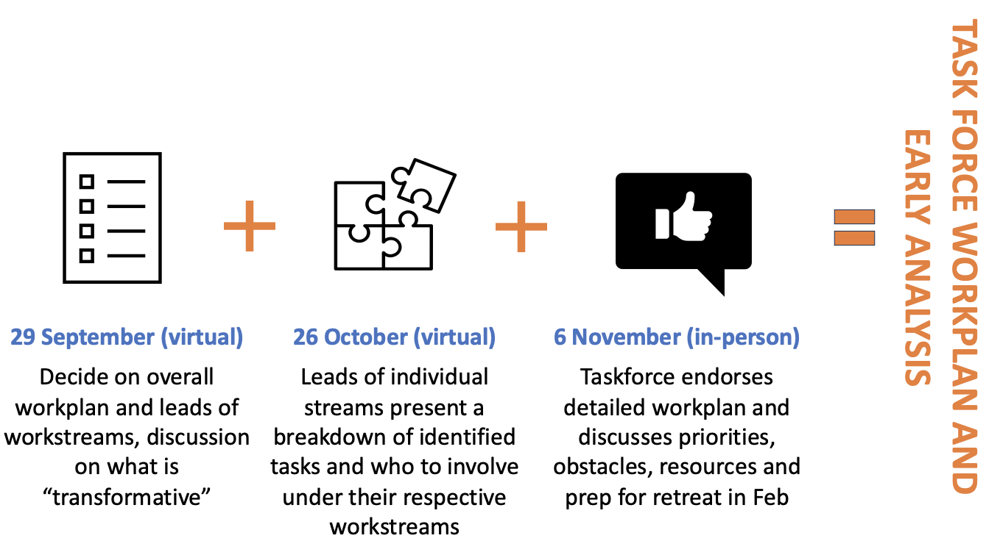 29 September (virtual)
Decide on overall
workplan and leads of
workstreams, discussion
on what is
“transformative”
26 October (virtual)
Leads of individual
streams present a
breakdown of identified
tasks and who to involve
under their respective
workstreams
6 November (in-person)
Taskforce endorses
detailed workplan and
discusses priorities,
obstacles, resources and
prep for retreat in Feb
TASK FORCE WORKPLAN AND
EARLY ANALYSIS